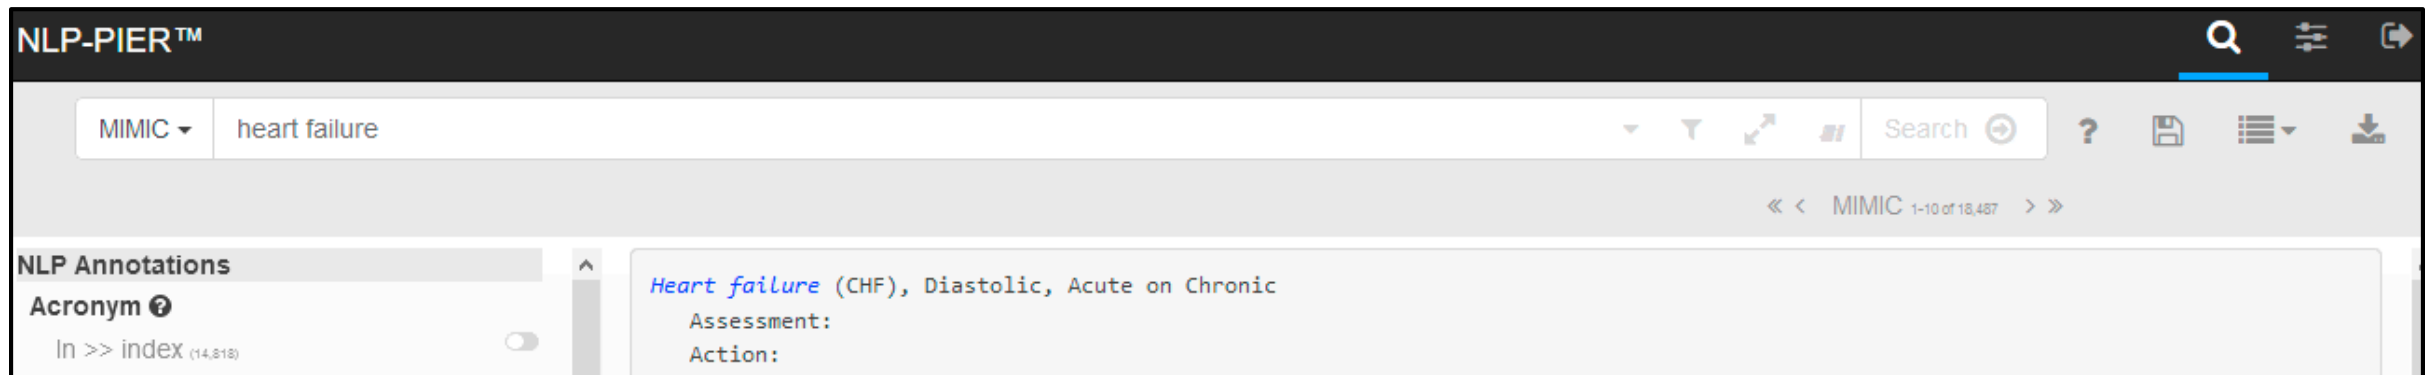 NLP-PIER™
MIMIC heart failure Search ?
« < MIMIC 1-10 of 18,487 > »
NLP Annotations
Acronym ?
In >> index (14,818)
Heart failure (CHF), Diastolic, Acute on Chronic
Assessment:
Action: